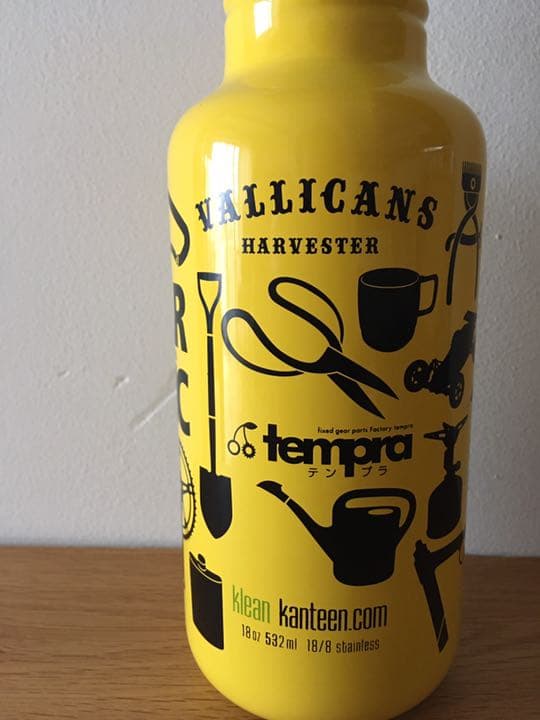 VALLICANS
HARVESTER
R
C
fixed gear parts Factory tempra
tempra
テンプラ
klean kanteen.com
18oz 532ml 18/8 stainless